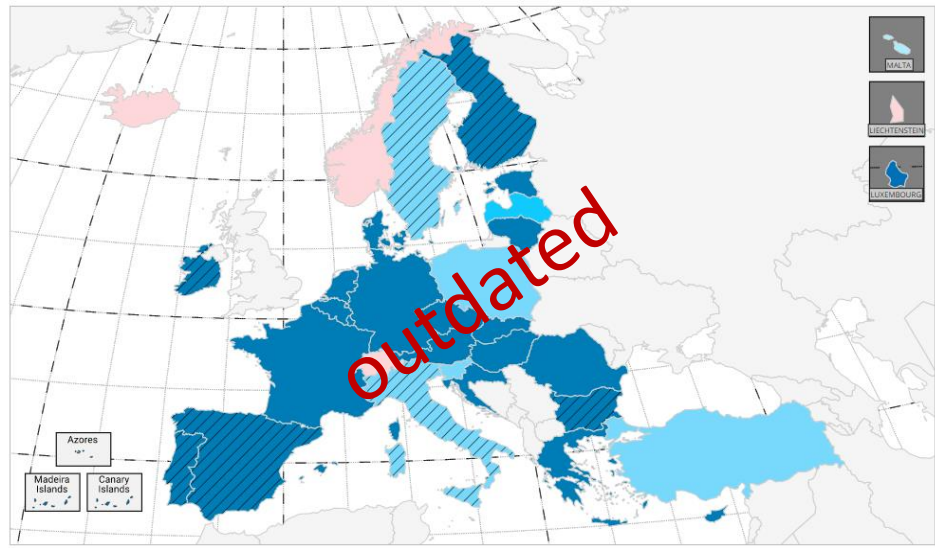 MALTA
LIECHTENSTEIN
LUXEMBOURG
outdated
Azores
Madeira
Islands
Canary
Islands